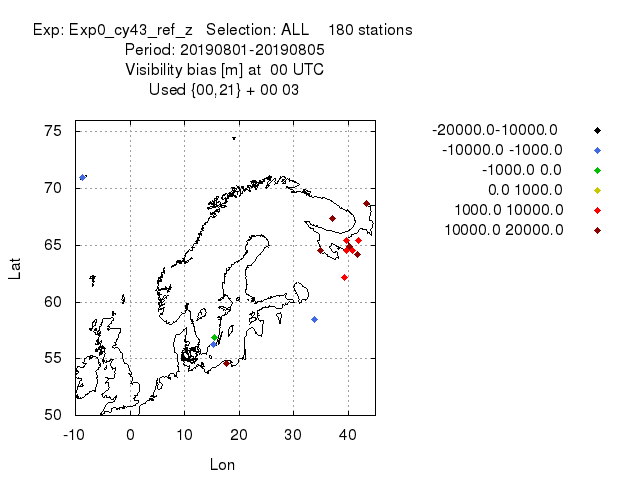 Exp: Exp0_cy43_ref_z Selection: ALL 180 stations
Period: 20190801-20190805
Visibility bias [m] at 00 UTC
Used {00,21} + 00 03
75
70
65
60
55
50
Lat
-10 0 10 20 30 40
Lon
-20000.0-10000.0
-10000.0 -1000.0
-1000.0 0.0
0.0 1000.0
1000.0 10000.0
10000.0 20000.0